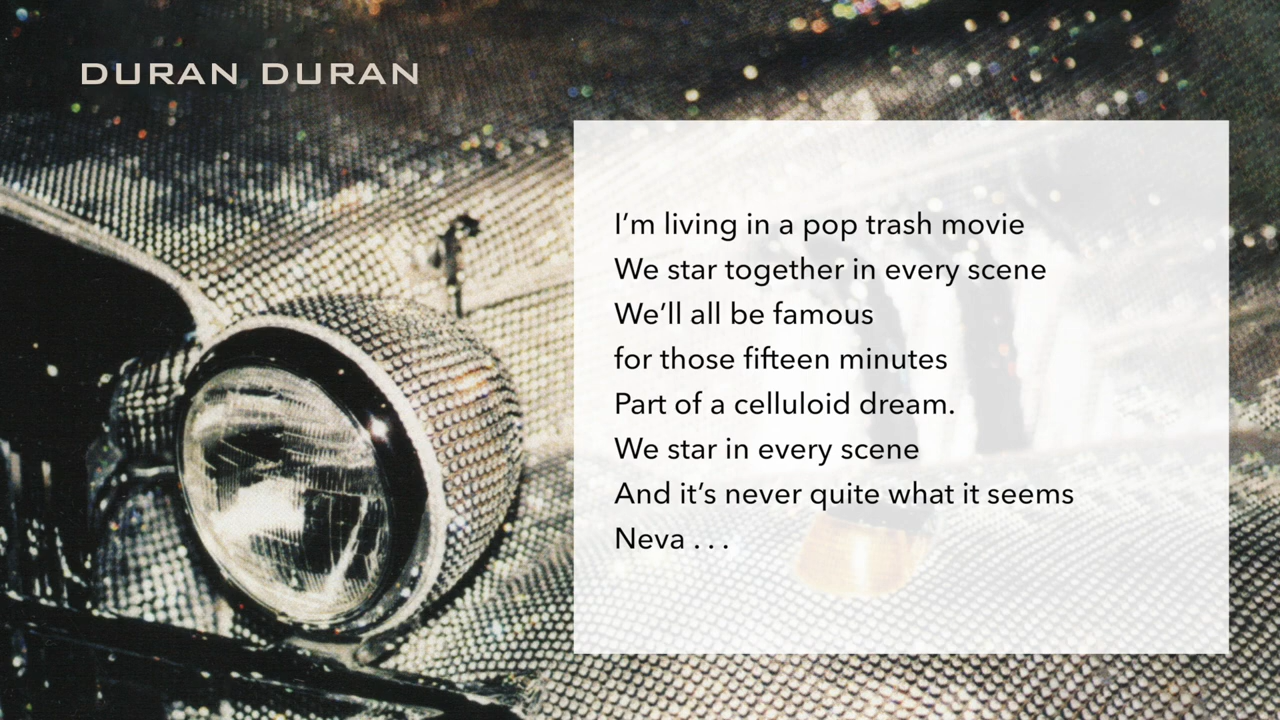 DURAN DURAN
I’m living in a pop trash movie
We star together in every scene
We’ll all be famous
for those fifteen minutes
Part of a celluloid dream.
We star in every scene
And it’s never quite what it seems
Neva . . .